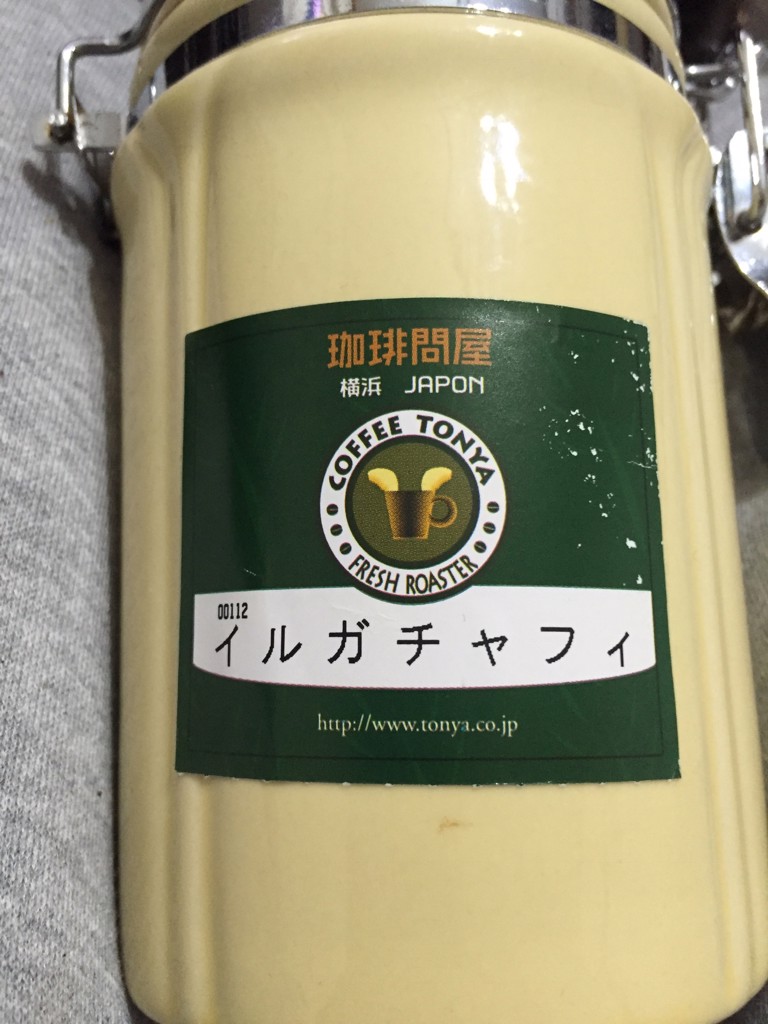 珈琲問屋
横浜 JAPON
COFFEE TONYA
FRESH ROASTER
00112
イルガチャフィ
http://www.tonya.co.jp